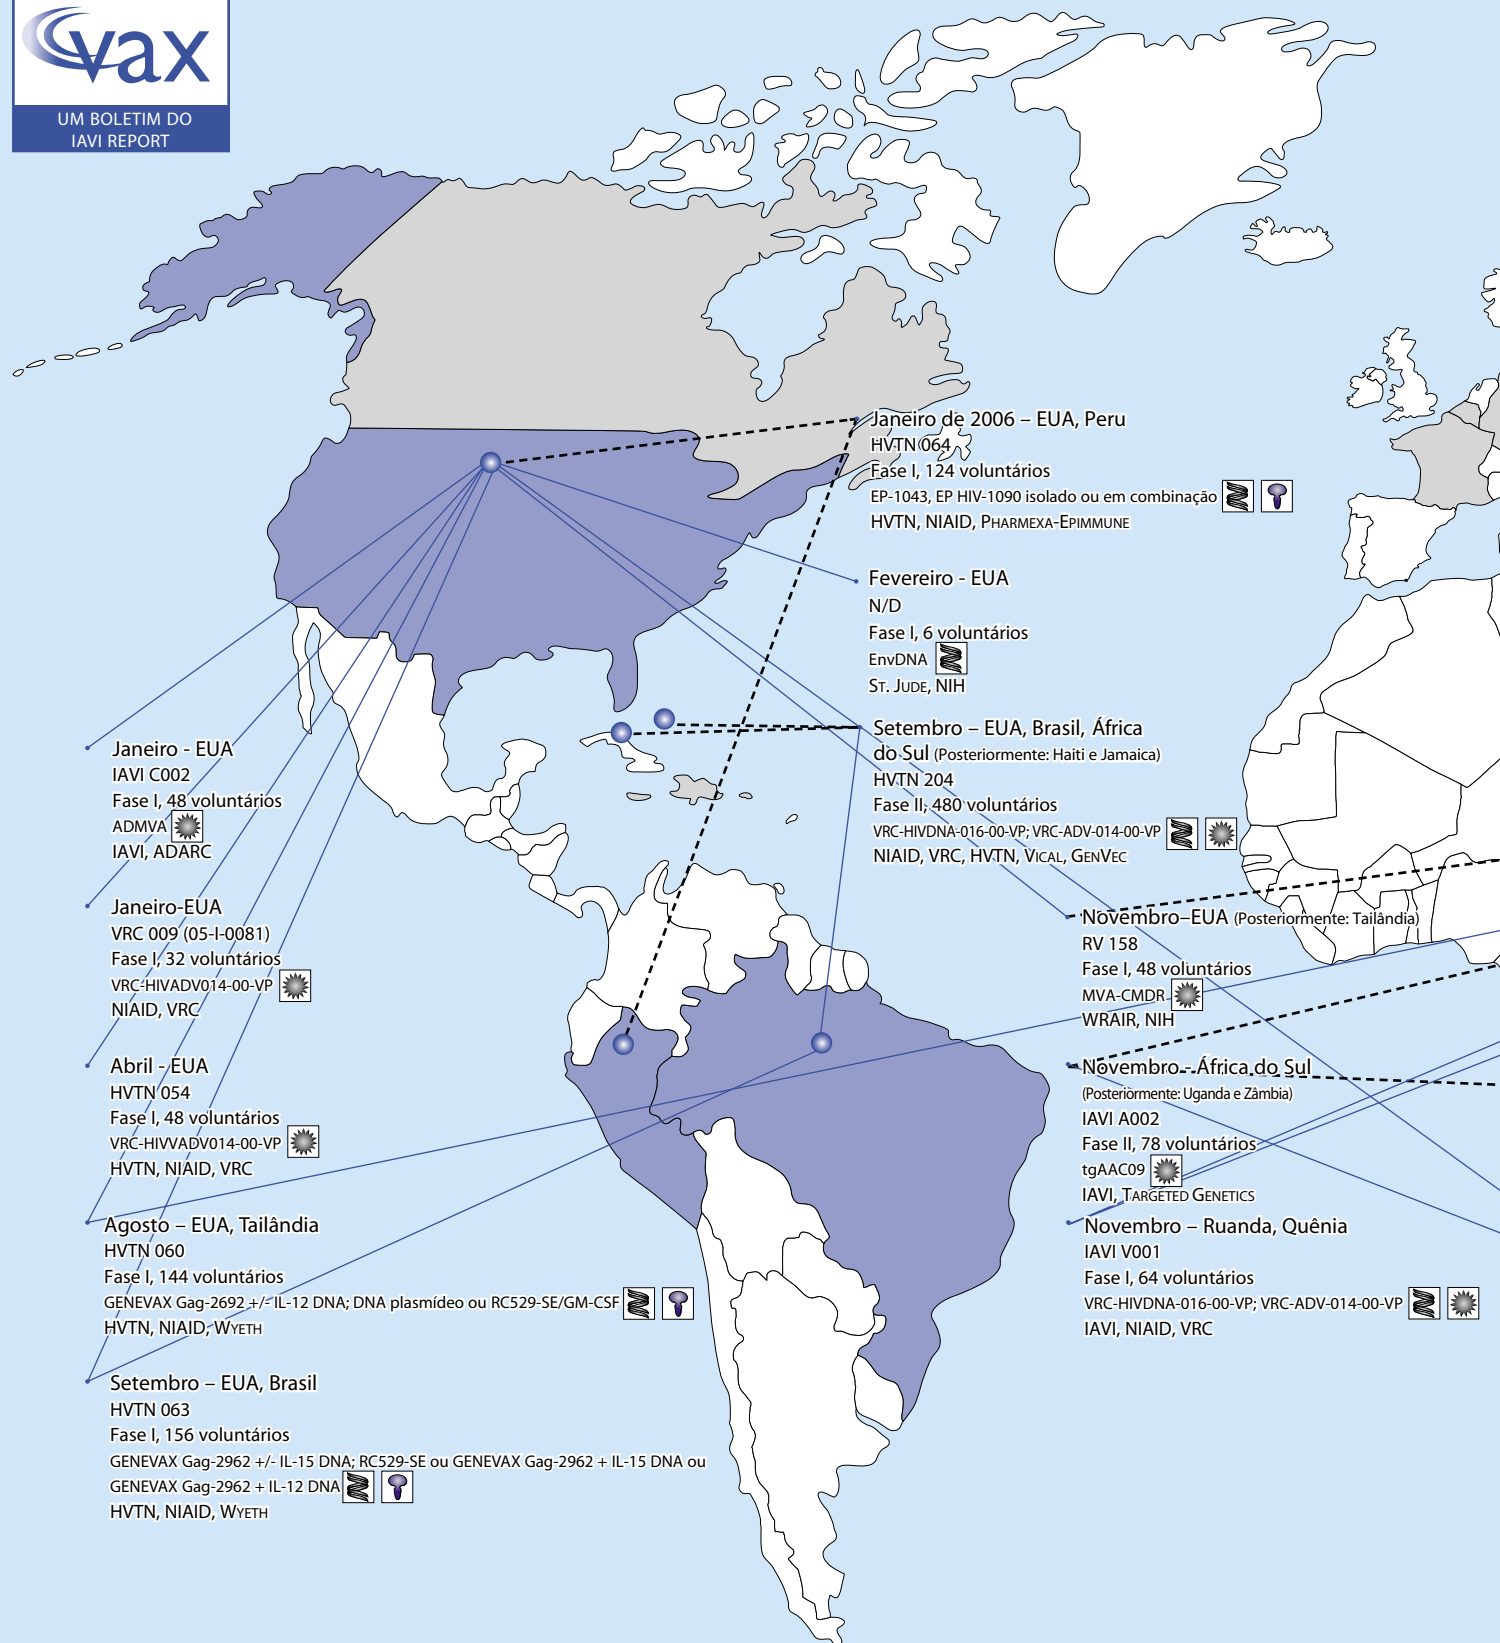 vax
UM BOLETIM DO
IAVI REPORT
Janeiro de 2006 – EUA, Peru
HVTN 064
Fase I, 124 voluntários
EP-1043, EP HIV-1090 isolado ou em combinação
HVTN, NIAID, PHARMEXA-EPIMMUNE
Fevereiro - EUA
N/D
Fase I, 6 voluntários
EnvDNA
ST. JUDE, NIH
Setembro – EUA, Brasil, África
do Sul (Posteriormente: Haiti e Jamaica)
HVTN 204
Fase II, 480 voluntários
VRC-HIVDNA-016-00-VP; VRC-ADV-014-00-VP
NIAID, VRC, HVTN, VICAL, GENVEC
Janeiro - EUA
IAVI C002
Fase I, 48 voluntários
ADMVA
IAVI, ADARC
Janeiro-EUA
VRC 009 (05-I-0081)
Fase I, 32 voluntários
VRC-HIVADV014-00-VP
NIAID, VRC
Abril - EUA
HVTN 054
Fase I, 48 voluntários
VRC-HIVVADV014-00-VP
HVTN, NIAID, VRC
Agosto – EUA, Tailândia
HVTN 060
Fase I, 144 voluntários
GENEVAX Gag-2692 +/- IL-12 DNA; DNA plasmídeo ou RC529-SE/GM-CSF
HVTN, NIAID, WYETH
Setembro – EUA, Brasil
HVTN 063
Fase I, 156 voluntários
GENEVAX Gag-2962 +/- IL-15 DNA; RC529-SE ou GENEVAX Gag-2962 + IL-15 DNA ou
GENEVAX Gag-2962 + IL-12 DNA
HVTN, NIAID, WYETH
Novembro–EUA (Posteriormente: Tailândia)
RV 158
Fase I, 48 voluntários
MVA-CMDR
WRAIR, NIH
Novembro - África do Sul
(Posteriormente: Uganda e Zâmbia)
IAVI A002
Fase II, 78 voluntários
tgAAC09
IAVI, TARGETED GENETICS
Novembro – Ruanda, Quênia
IAVI V001
Fase I, 64 voluntários
VRC-HIVDNA-016-00-VP; VRC-ADV-014-00-VP
IAVI, NIAID, VRC